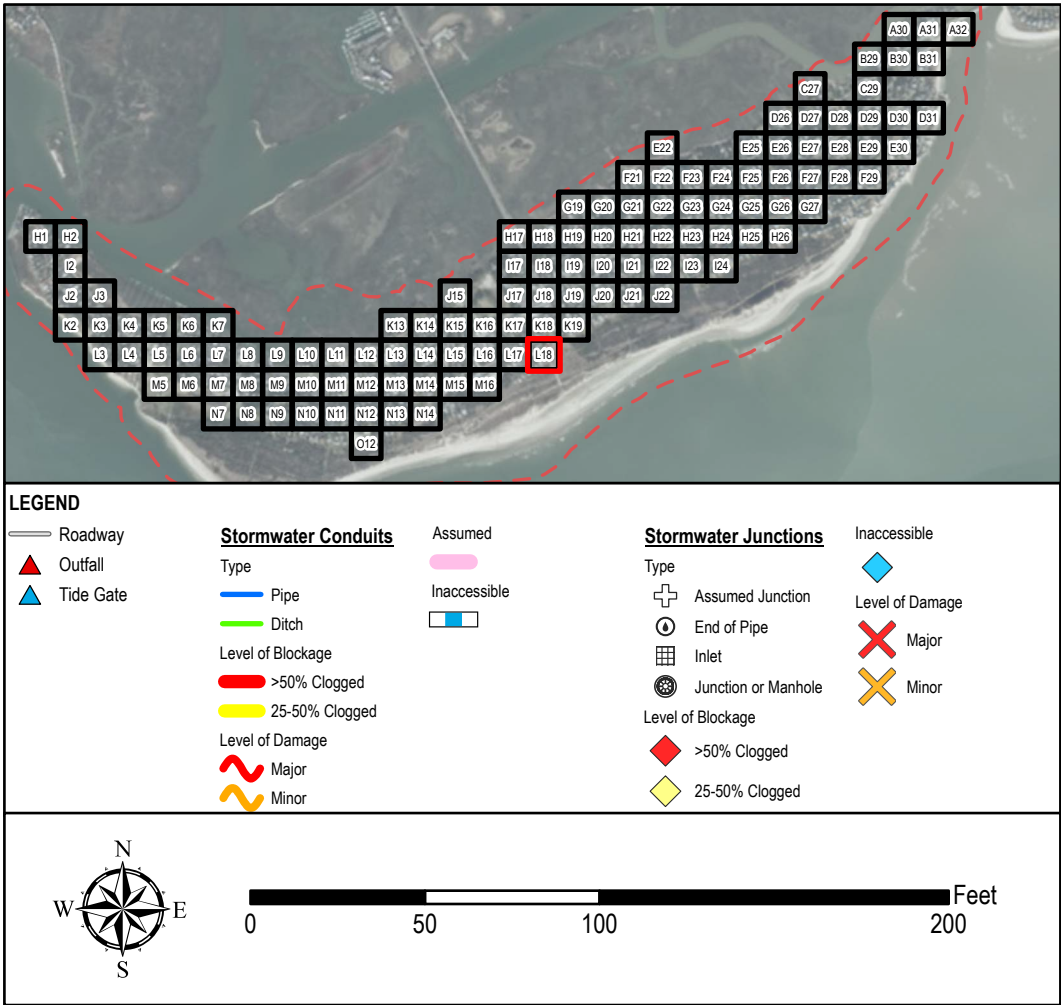 A30 A31 A32
B29 B30 B31
C27 C29
D26 D27 D28 D29 D30 D31
E22 E25 E26 E27 E28 E29 E30
F21 F22 F23 F24 F25 F26 F27 F28 F29
G19 G20 G21 G22 G23 G24 G25 G26 G27
H1 H2 H17 H18 H19 H20 H21 H22 H23 H24 H25 H26
I2 I17 I18 I19 I20 I21 I22 I23 I24
J2 J3 J15 J17 J18 J19 J20 J21 J22
K2 K3 K4 K5 K6 K7 K13 K14 K15 K16 K17 K18 K19
L3 L4 L5 L6 L7 L8 L9 L10 L11 L12 L13 L14 L15 L16 L17 L18
M5 M6 M7 M8 M9 M10 M11 M12 M13 M14 M15 M16
N7 N8 N9 N10 N11 N12 N13 N14
O12
LEGEND
Roadway
Outfall
Tide Gate
Stormwater Conduits
Type
Pipe
Ditch
Level of Blockage
>50% Clogged
25-50% Clogged
Level of Damage
Major
Minor
Assumed
Inaccessible
Stormwater Junctions
Type
Assumed Junction
End of Pipe
Inlet
Junction or Manhole
Level of Blockage
>50% Clogged
25-50% Clogged
Inaccessible
Level of Damage
Major
Minor
N
W E
S
Feet
0 50 100 200